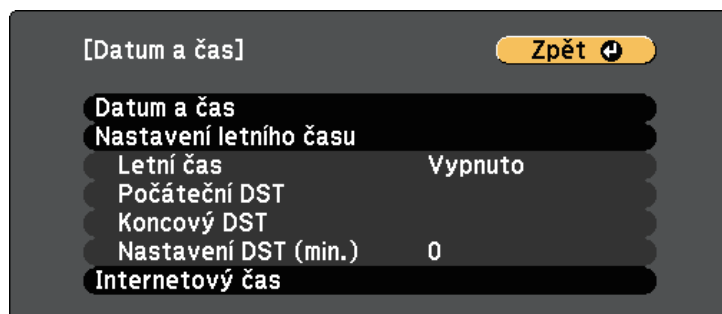 [Datum a čas] Zpět
Datum a čas
Nastavení letního času
Letní čas Vypnuto
Počáteční DST
Koncový DST
Nastavení DST (min.) 0
Internetový čas